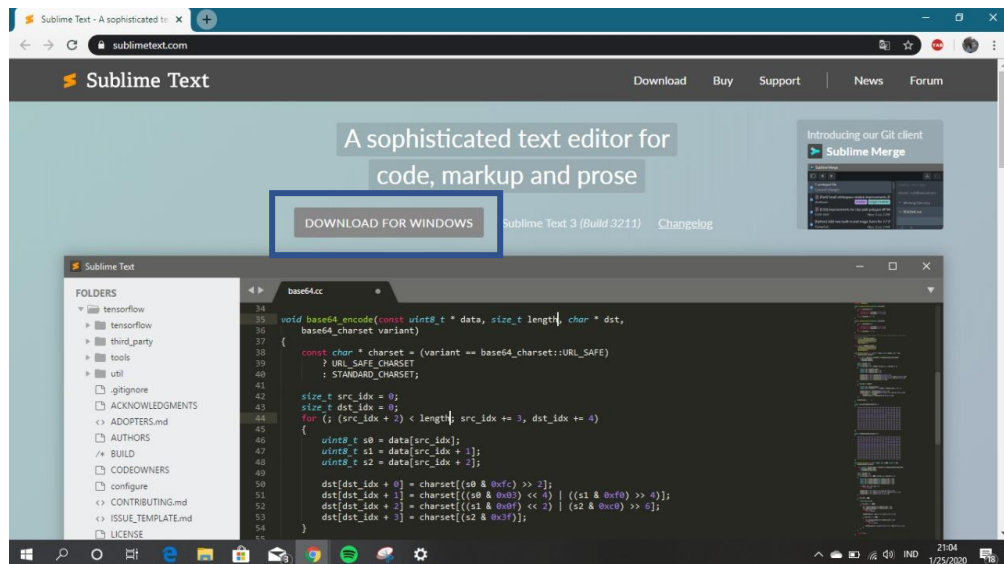 Sublime Text - A sophisticated te
sublimetext.com
Sublime Text
Download Buy Support News Forum
A sophisticated text editor for
code, markup and prose
Introducing our Git client
Sublime Merge
DOWNLOAD FOR WINDOWS
Sublime Text 3 (Build 3211) Changelog
Sublime Text
FOLDERS
tensorflow
tensorflow
third_party
tools
util
.gitignore
ACKNOWLEDGMENTS
<> ADOPTERS.md
AUTHORS
/* BUILD
CODEOWNERS
configure
<> CONTRIBUTING.md
<> ISSUE_TEMPLATE.md
LICENSE
base64.cc
34
35 void base64_encode(const uint8_t * data, size_t length, char * dst,
36 base64_charset variant)
37 {
38 const char * charset = (variant == base64_charset::URL_SAFE)
39 ? URL_SAFE_CHARSET
40 : STANDARD_CHARSET;
41
42 size_t src_idx = 0;
43 size_t dst_idx = 0;
44 for (; (src_idx + 2) < length; src_idx += 3, dst_idx += 4)
45 {
46 uint8_t s0 = data[src_idx];
47 uint8_t s1 = data[src_idx + 1];
48 uint8_t s2 = data[src_idx + 2];
49
50 dst[dst_idx + 0] = charset[(s0 & 0xfc) >> 2];
51 dst[dst_idx + 1] = charset[((s0 & 0x03) << 4) | ((s1 & 0xf0) >> 4)];
52 dst[dst_idx + 2] = charset[((s1 & 0x0f) << 2) | (s2 & 0xc0) >> 6];
53 dst[dst_idx + 3] = charset[(s2 & 0x3f)];
54 }
55
IND
21:04
1/25/2020
18